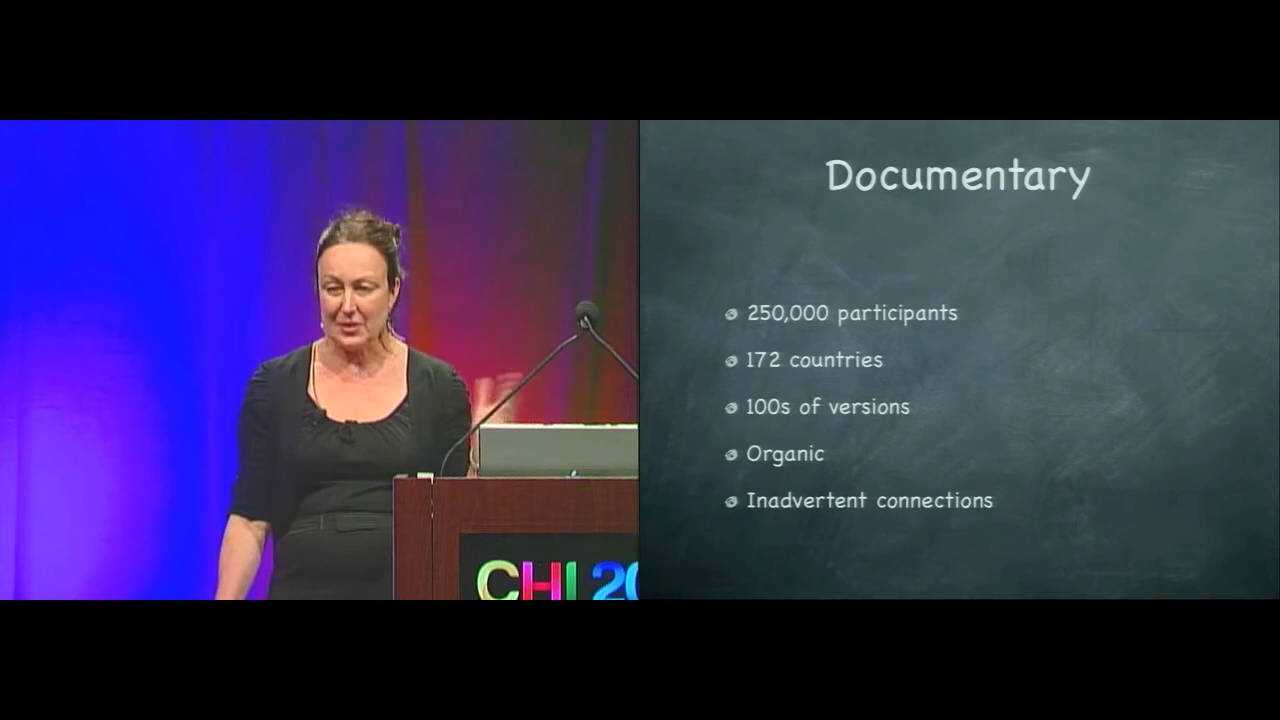 CHI 20
Documentary
250,000 participants
172 countries
100s of versions
Organic
Inadvertent connections